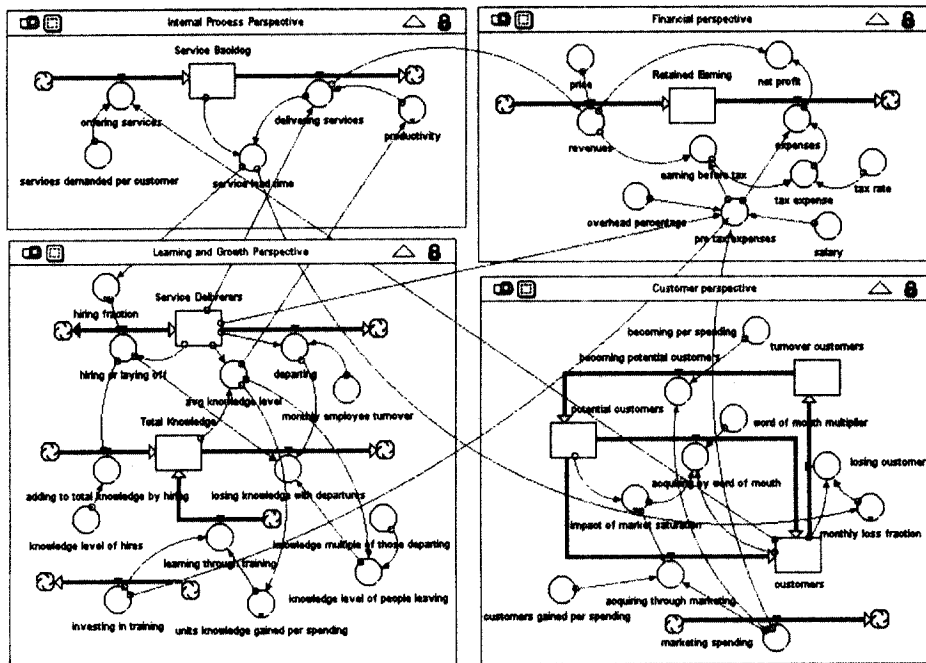 Internal Process Perspective
Service Backlog
ordering services
delivering services
productivity
services demanded per customer
service lead time
Financial perspective
price
Retained Earning
net profit
revenues
expenses
earning before tax
tax expense
tax rate
overhead percentage
pre tax expenses
salary
Learning and Growth Perspective
hiring fraction
Service Deliverers
hiring or laying off
departing
avg knowledge level
monthly employee turnover
Total Knowledge
adding to total knowledge by hiring
losing knowledge with departures
knowledge level of hires
knowledge multiple of those departing
learning through training
knowledge level of people leaving
investing in training
units knowledge gained per spending
Customer perspective
becoming per spending
turnover customers
becoming potential customers
potential customers
word of mouth multiplier
losing customer
acquiring by word of mouth
impact of market saturation
monthly loss fraction
customers
acquiring through marketing
customers gained per spending
marketing spending